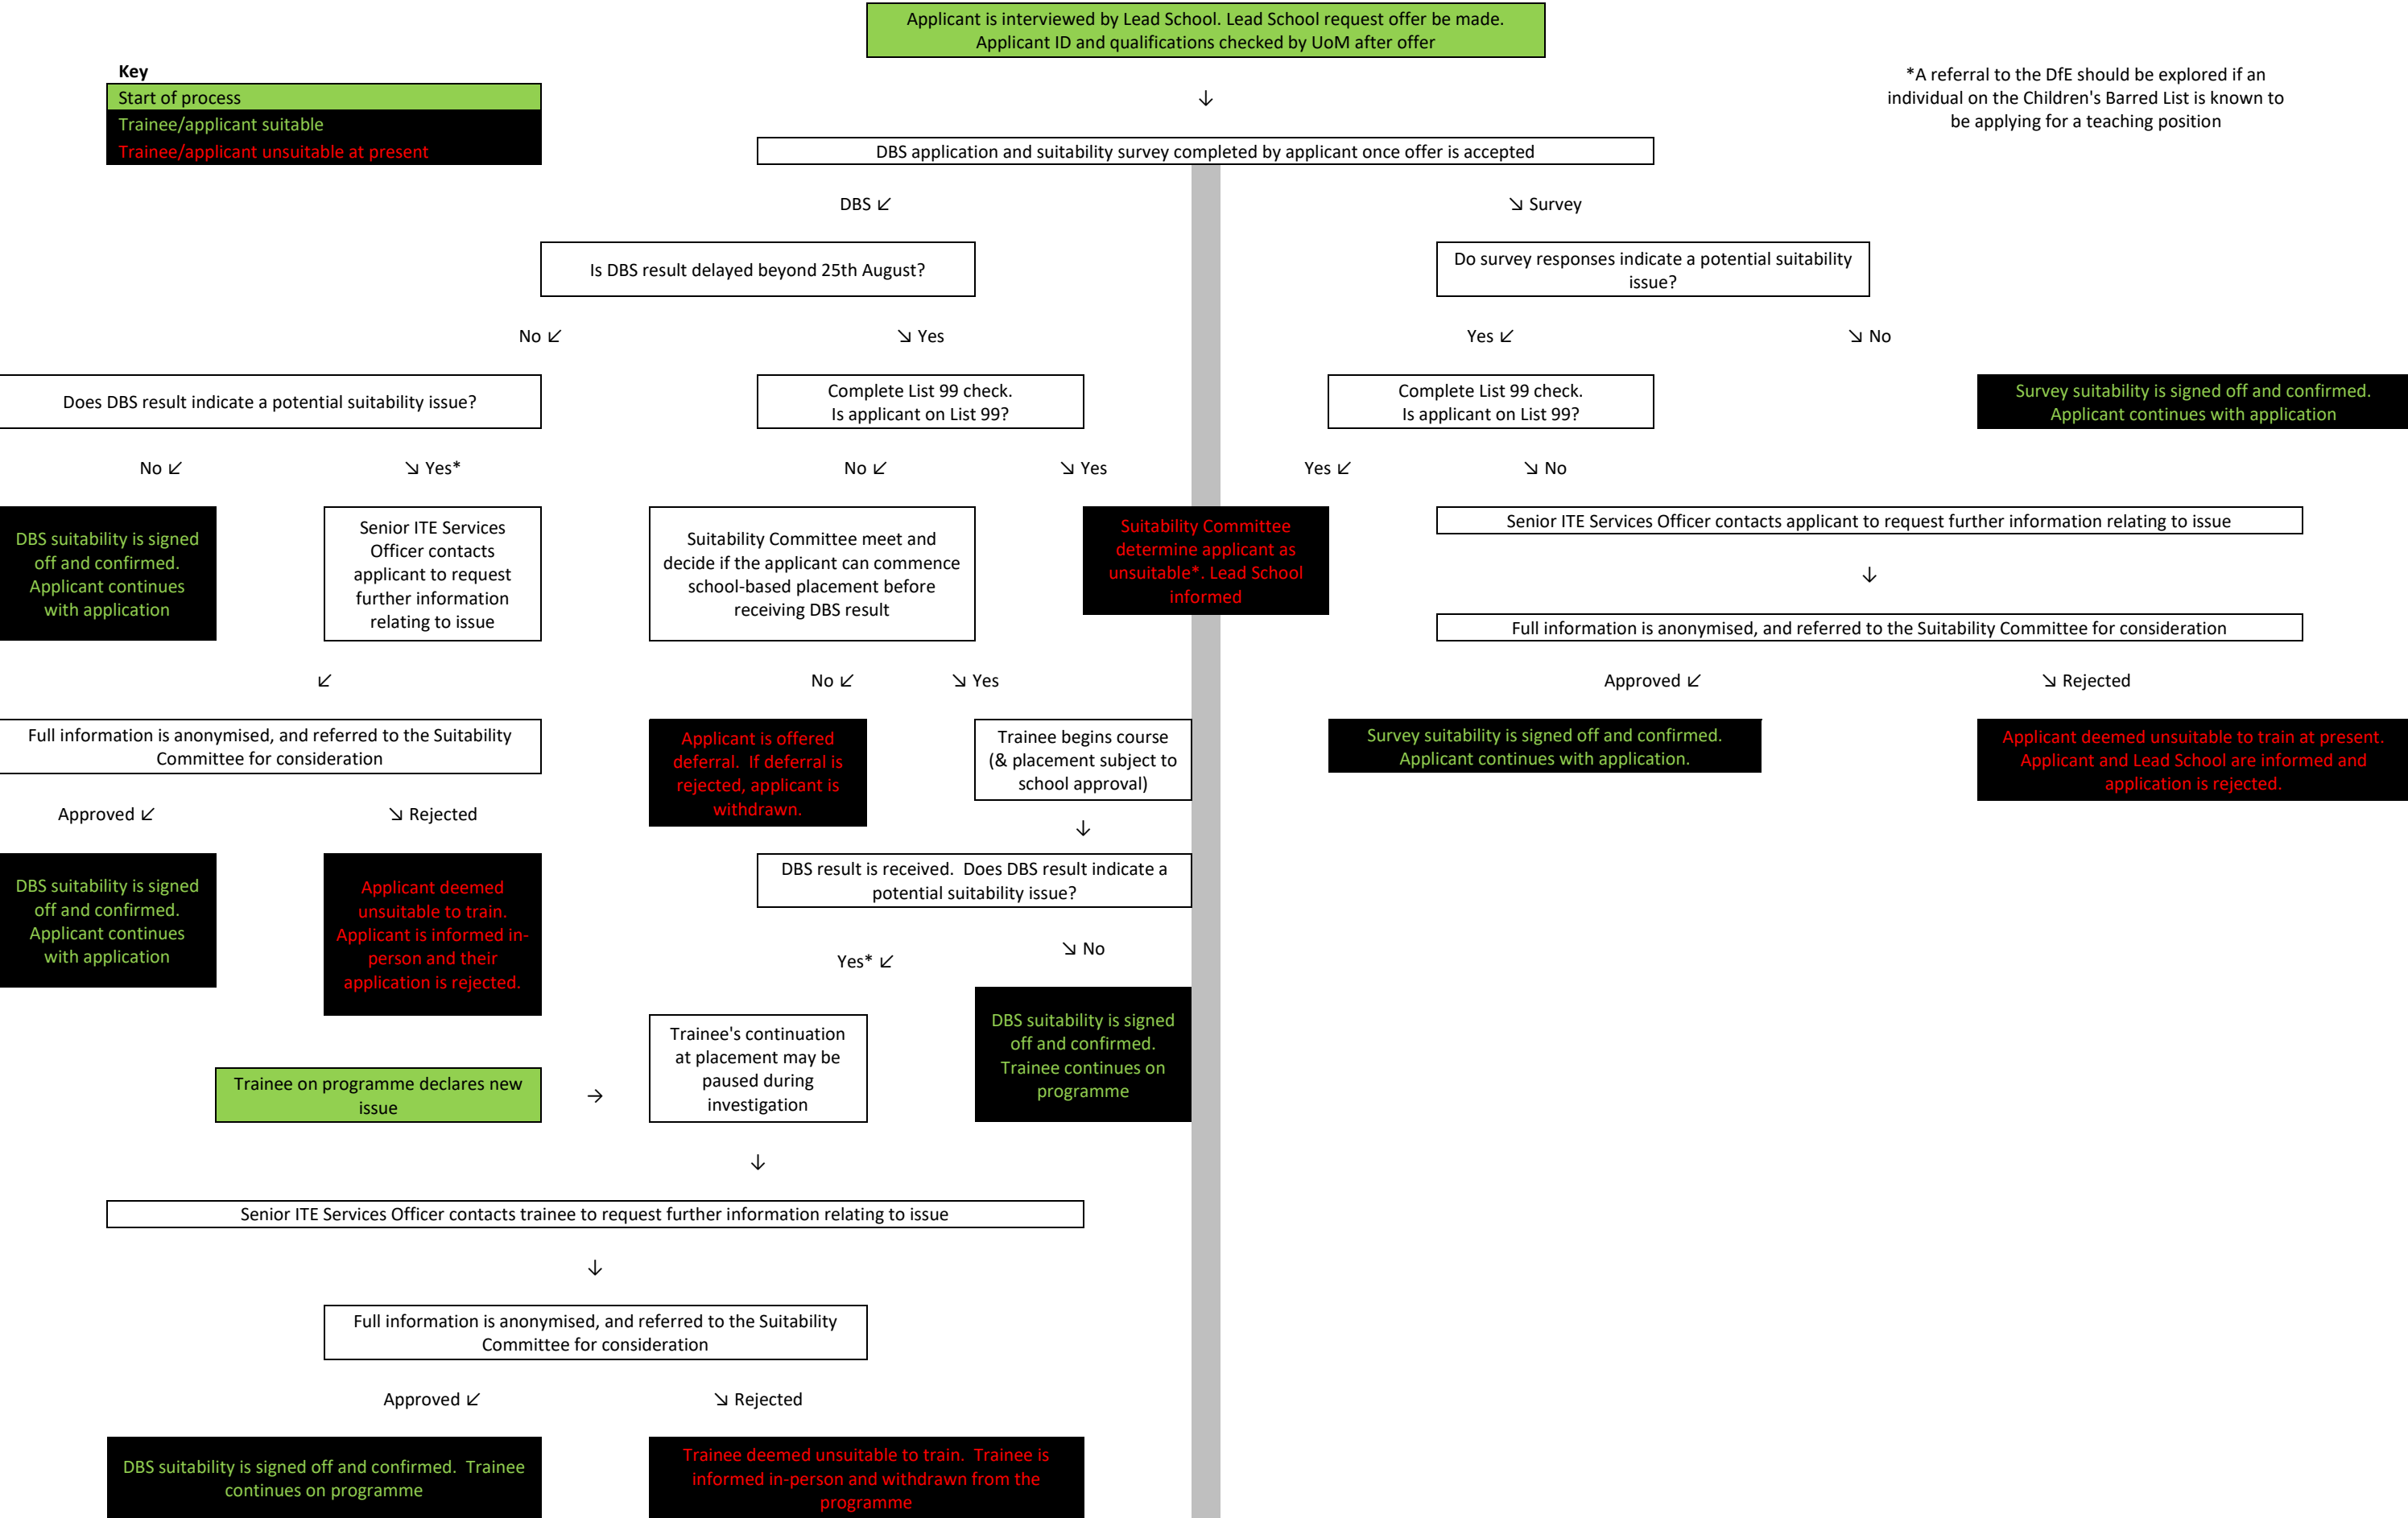 Applicant is interviewed by Lead School. Lead School request offer be made.
Applicant ID and qualifications checked by UoM after offer
Key
Start of process
Trainee/applicant suitable
Trainee/applicant unsuitable at present
*A referral to the DfE should be explored if an
individual on the Children's Barred List is known to
be applying for a teaching position
↓
DBS application and suitability survey completed by applicant once offer is accepted
DBS ↙
↘ Survey
Is DBS result delayed beyond 25th August?
Do survey responses indicate a potential suitability
issue?
No ↙
↘ Yes
Yes ↙
↘ No
Does DBS result indicate a potential suitability issue?
Complete List 99 check.
Is applicant on List 99?
Complete List 99 check.
Is applicant on List 99?
Survey suitability is signed off and confirmed.
Applicant continues with application
No ↙
↘ Yes*
No ↙
↘ Yes
Yes ↙
↘ No
DBS suitability is signed
off and confirmed.
Applicant continues
with application
Senior ITE Services
Officer contacts
applicant to request
further information
relating to issue
Suitability Committee meet and
decide if the applicant can commence
school-based placement before
receiving DBS result
Suitability Committee
determine applicant as
unsuitable*. Lead School
informed
Senior ITE Services Officer contacts applicant to request further information relating to issue
↓
Full information is anonymised, and referred to the Suitability Committee for consideration
↙
No ↙
↘ Yes
Approved ↙
↘ Rejected
Full information is anonymised, and referred to the Suitability
Committee for consideration
Applicant is offered
deferral.  If deferral is
rejected, applicant is
withdrawn.
Trainee begins course
(& placement subject to
school approval)
Survey suitability is signed off and confirmed.
Applicant continues with application.
Applicant deemed unsuitable to train at present.
Applicant and Lead School are informed and
application is rejected.
Approved ↙
↘ Rejected
↓
DBS suitability is signed
off and confirmed.
Applicant continues
with application
Applicant deemed
unsuitable to train.
Applicant is informed in-
person and their
application is rejected.
DBS result is received.  Does DBS result indicate a
potential suitability issue?
Yes* ↙
↘ No
Trainee on programme declares new
issue
→
Trainee's continuation
at placement may be
paused during
investigation
DBS suitability is signed
off and confirmed.
Trainee continues on
programme
↓
Senior ITE Services Officer contacts trainee to request further information relating to issue
↓
Full information is anonymised, and referred to the Suitability
Committee for consideration
Approved ↙
↘ Rejected
DBS suitability is signed off and confirmed.  Trainee
continues on programme
Trainee deemed unsuitable to train.  Trainee is
informed in-person and withdrawn from the
programme